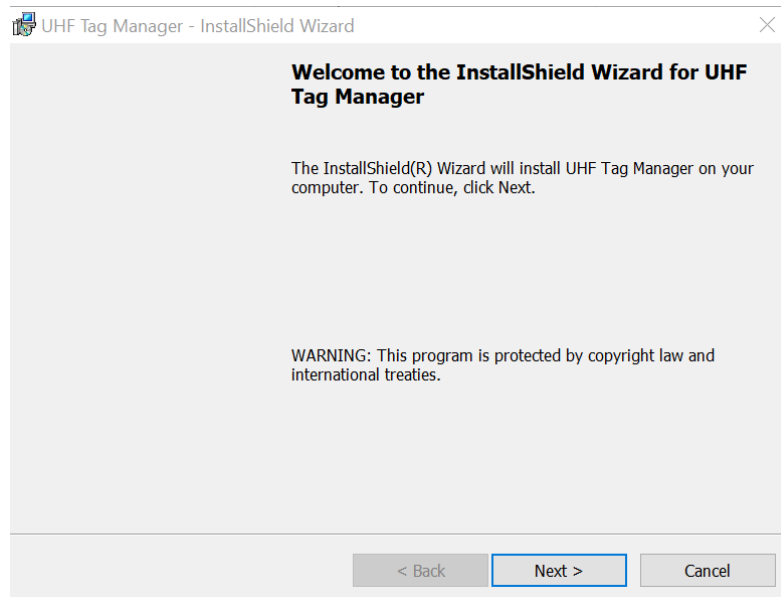 UHF Tag Manager - InstallShield Wizard
Welcome to the InstallShield Wizard for UHF
Tag Manager
The InstallShield(R) Wizard will install UHF Tag Manager on your
computer. To continue, click Next.
WARNING: This program is protected by copyright law and
international treaties.
< Back
Next >
Cancel